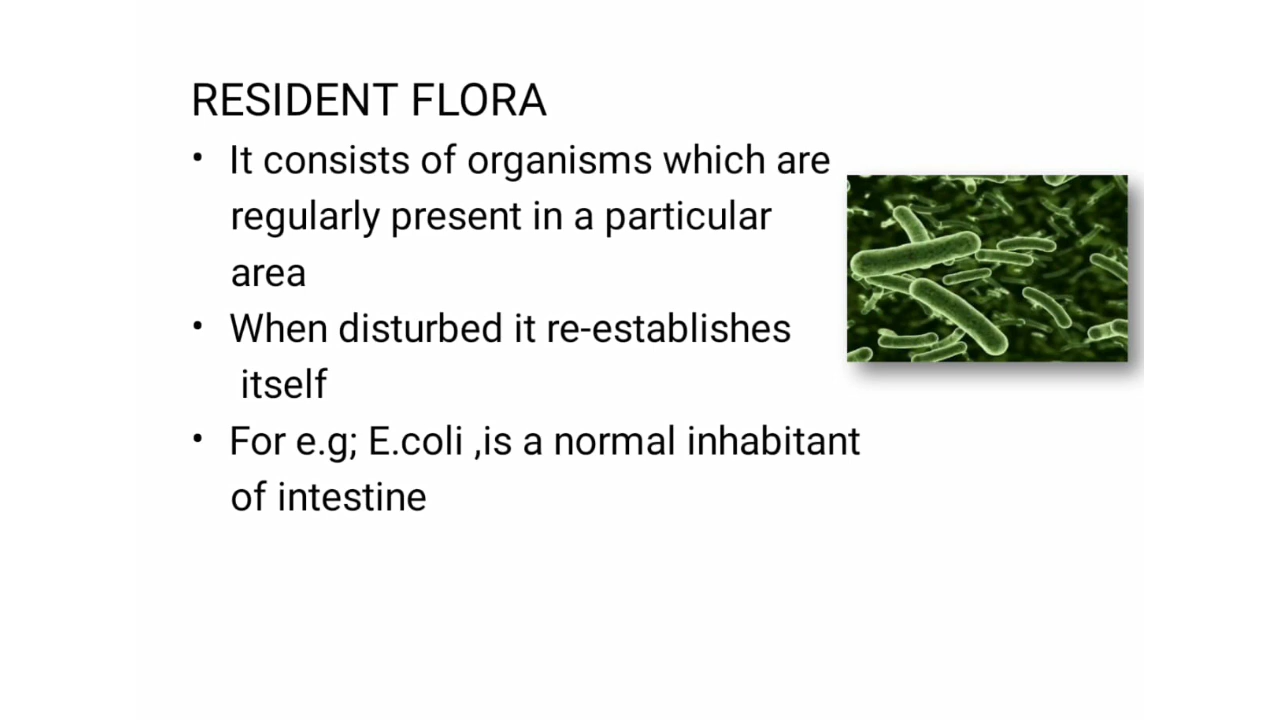 RESIDENT FLORA
• It consists of organisms which are
regularly present in a particular
area
• When disturbed it re-establishes
itself
• For e.g; E.coli ,is a normal inhabitant
of intestine